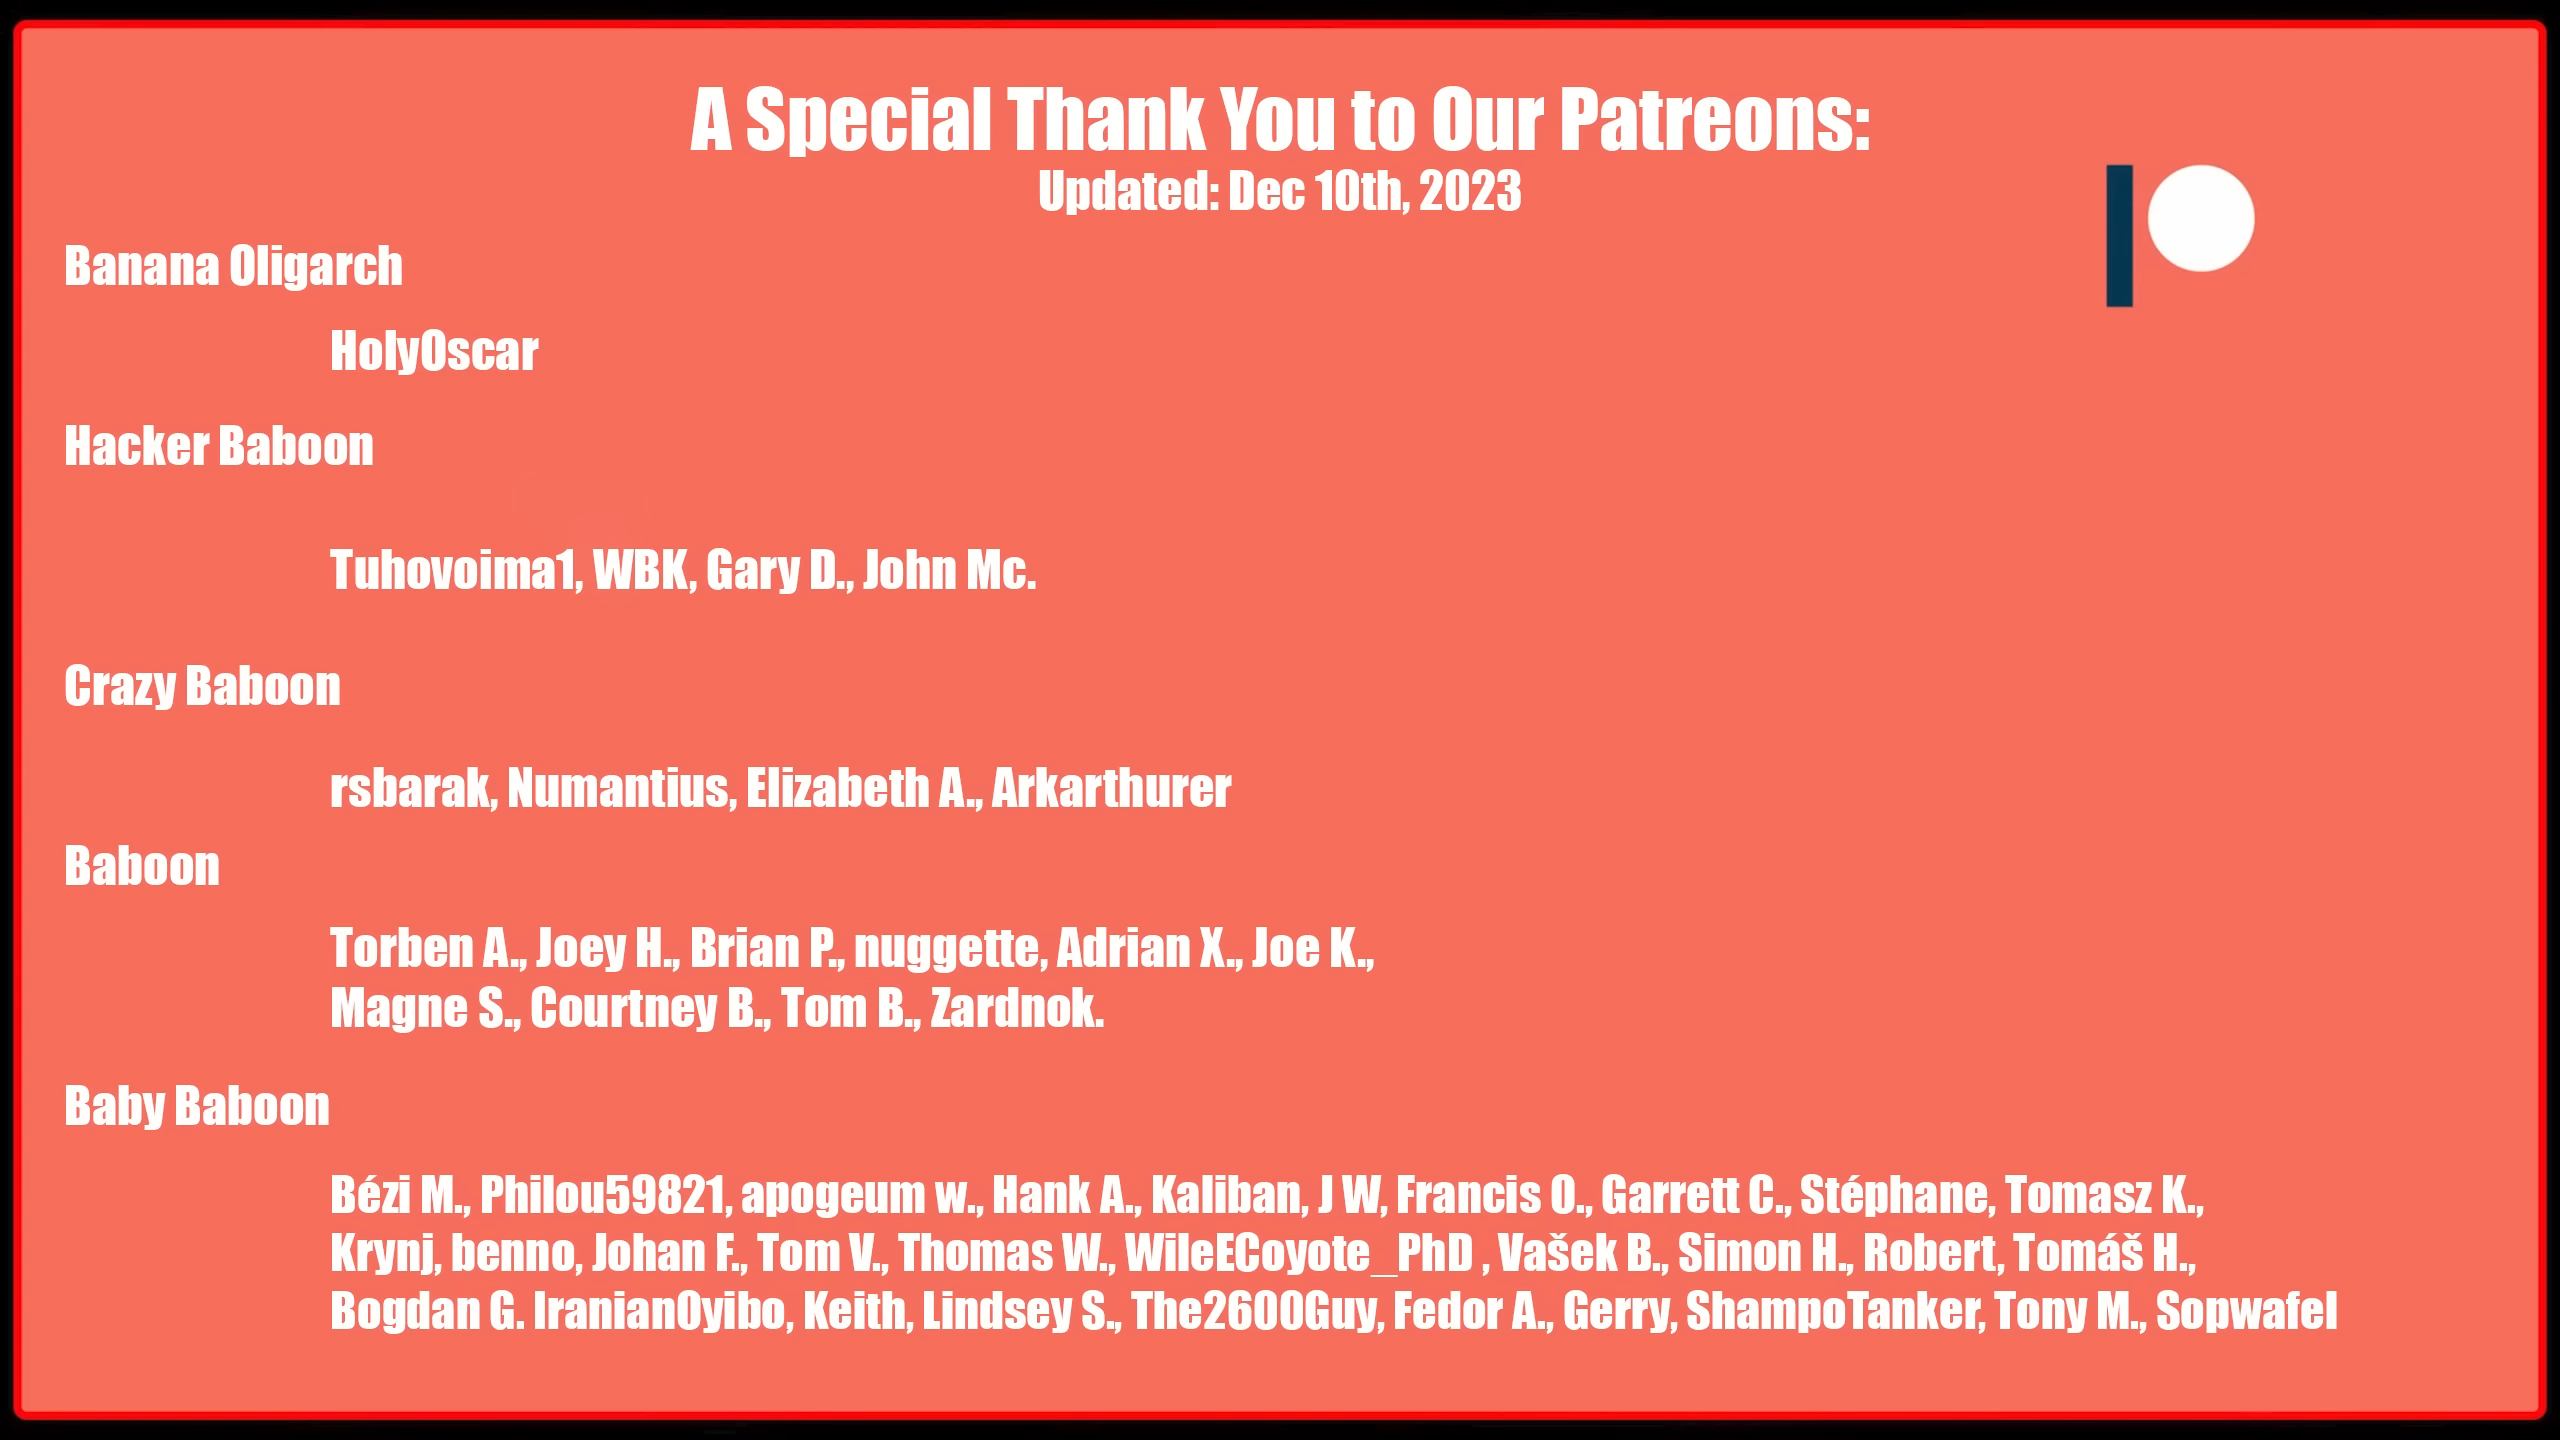 A Special Thank You to Our Patreons:
Updated: Dec 10th, 2023
Banana Oligarch
HolyOscar
Hacker Baboon
Tuhovoima1, WBK, Gary D., John Mc.
Crazy Baboon
rsbarak, Numantius, Elizabeth A., Arkarthurer
Baboon
Torben A., Joey H., Brian P., nuggette, Adrian X., Joe K.,
Magne S., Courtney B., Tom B., Zardnok.
Baby Baboon
Bézi M., Philou59821, apogeum w., Hank A., Kaliban, J W, Francis O., Garrett C., Stéphane, Tomasz K.,
Krynj, benno, Johan F., Tom V., Thomas W., WileECoyote_PhD , Vašek B., Simon H., Robert, Tomáš H.,
Bogdan G. IranianOyibo, Keith, Lindsey S., The2600Guy, Fedor A., Gerry, ShampoTanker, Tony M., Sopwafel